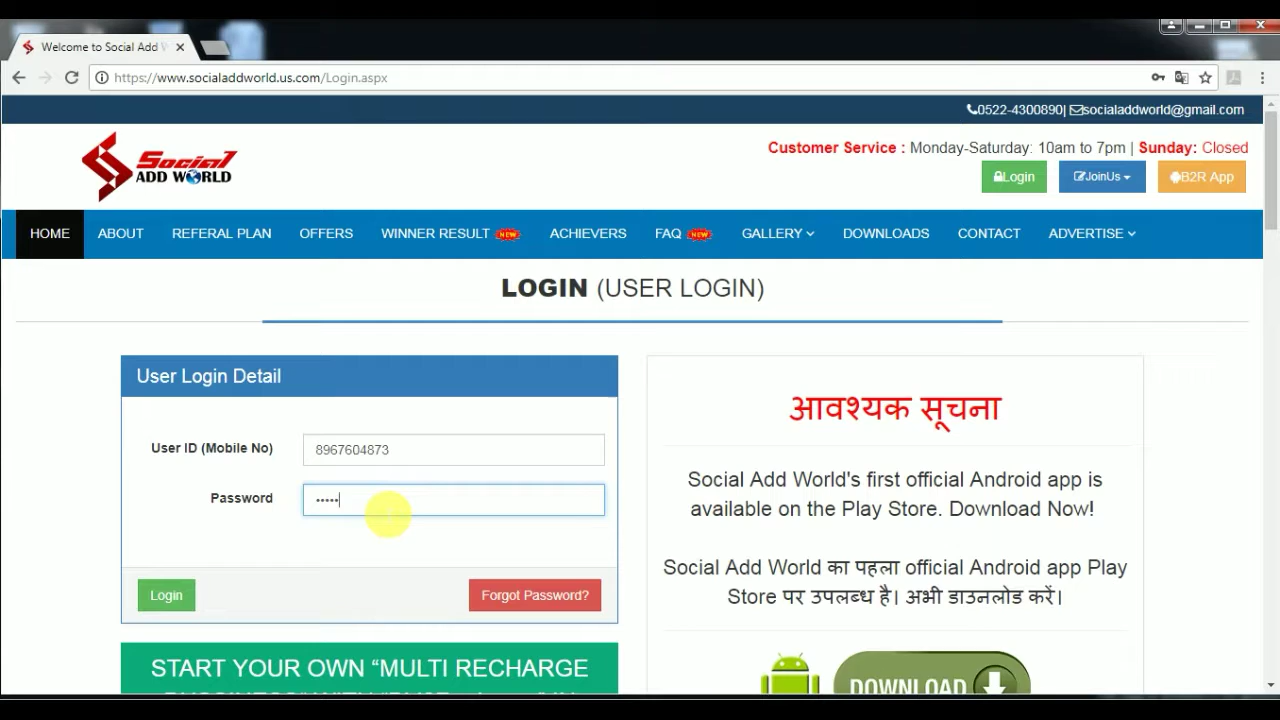 Welcome to Social Add W
https://www.socialaddworld.us.com/Login.aspx
0522-4300890| socialaddworld@gmail.com
Social
ADD WORLD
Customer Service : Monday-Saturday: 10am to 7pm | Sunday: Closed
Login JoinUs B2R App
HOME ABOUT REFERAL PLAN OFFERS WINNER RESULT NEW ACHIEVERS FAQ NEW GALLERY DOWNLOADS CONTACT ADVERTISE
LOGIN (USER LOGIN)
User Login Detail
User ID (Mobile No) 8967604873
Password •••••
Login Forgot Password?
START YOUR OWN “MULTI RECHARGE
आवश्यक सूचना
Social Add World's first official Android app is
available on the Play Store. Download Now!
Social Add World का पहला official Android app Play
Store पर उपलब्ध है। अभी डाउनलोड करें।
DOWNLOAD